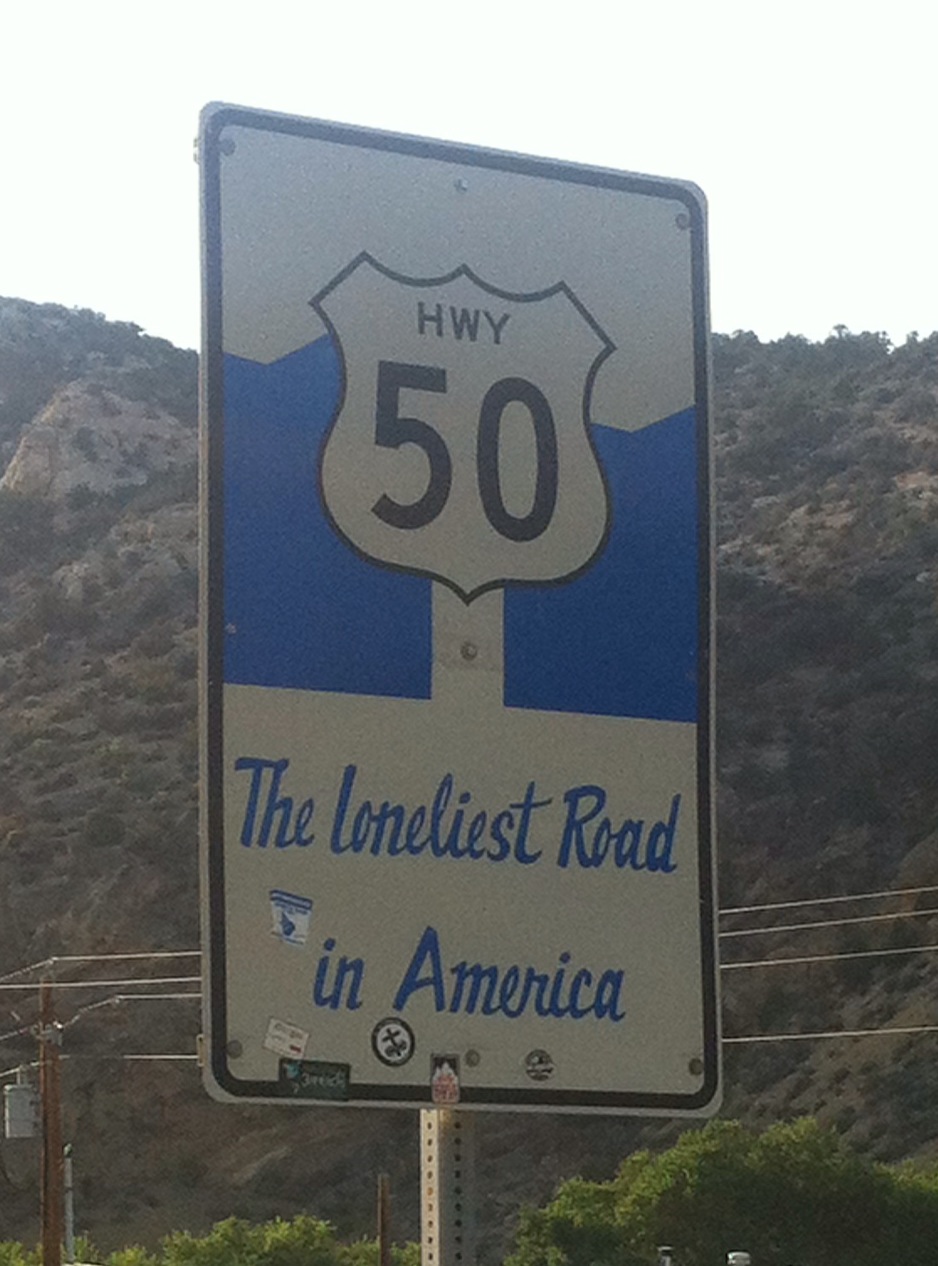 HWY
50
The Loneliest Road
in America